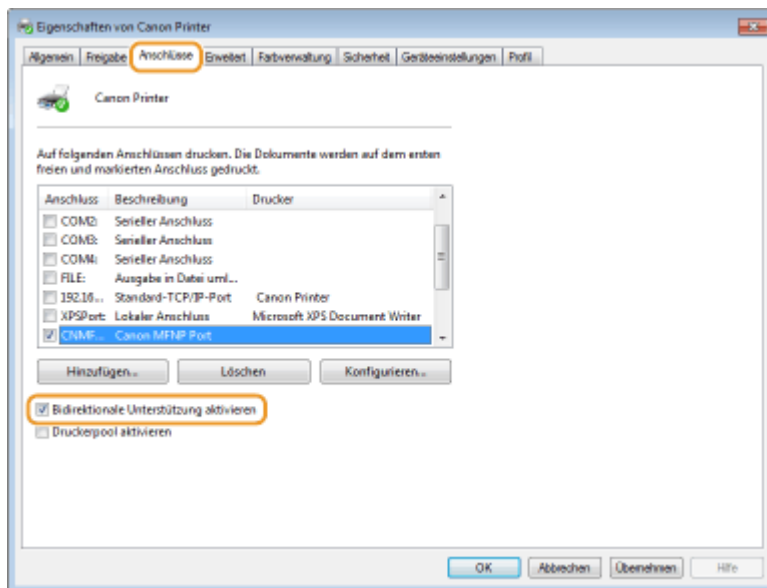 Eigenschaften von Canon Printer
Allgemein Freigabe Anschlüsse Erweitert Farbverwaltung Sicherheit Geräteeinstellungen Profil
Canon Printer
Auf folgenden Anschlüssen drucken. Die Dokumente werden auf dem ersten
freien und markierten Anschluss gedruckt.
Anschluss Beschreibung Drucker
COM2: Serieller Anschluss
COM3: Serieller Anschluss
COM4: Serieller Anschluss
FILE: Ausgabe in Datei uml...
192.16... Standard-TCP/IP-Port Canon Printer
XPSPort: Lokaler Anschluss Microsoft XPS Document Writer
CNMF... Canon MFNP Port
Hinzufügen... Löschen Konfigurieren...
Bidirektionale Unterstützung aktivieren
Druckerpool aktivieren
OK Abbrechen Übernehmen Hilfe